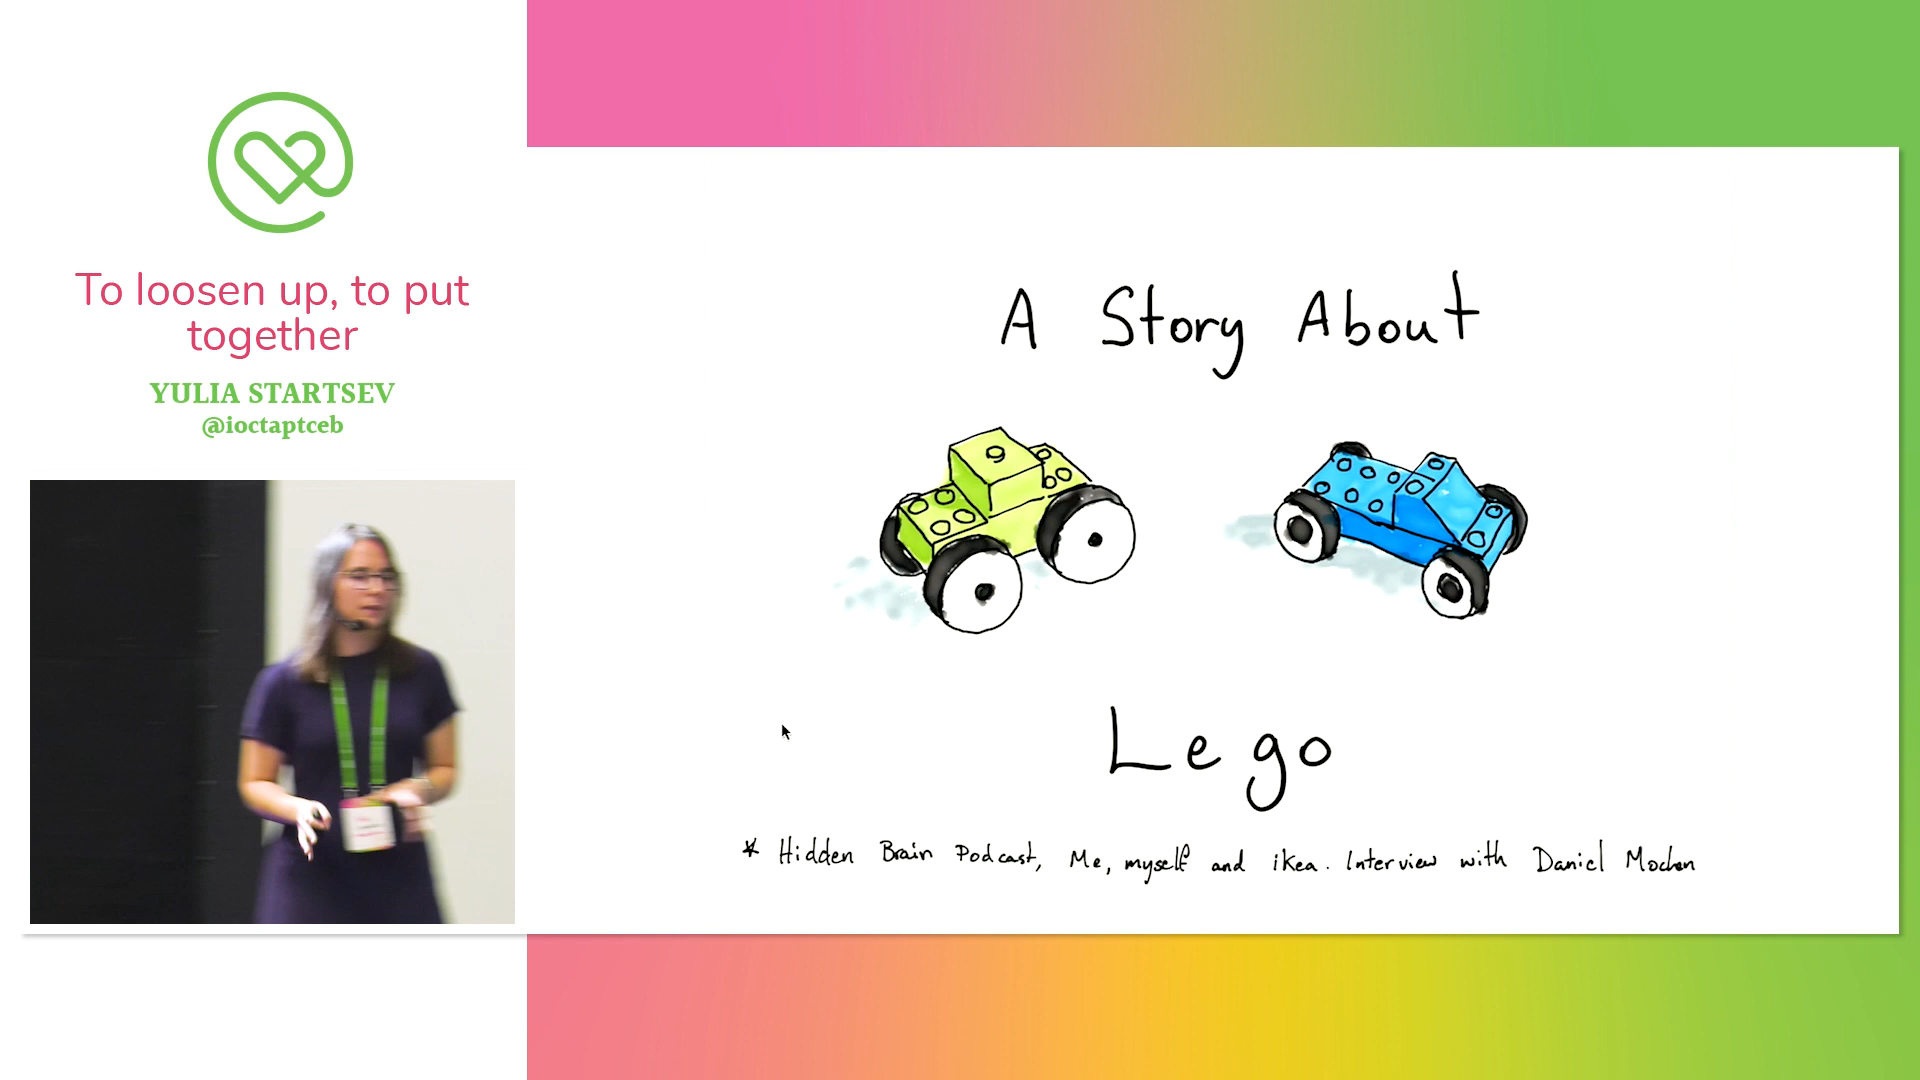 To loosen up, to put
together
YULIA STARTSEV
@ioctaptceb
A Story About
Lego
* Hidden Brain Podcast, Me, myself and ikea. Interview with Daniel Mochon